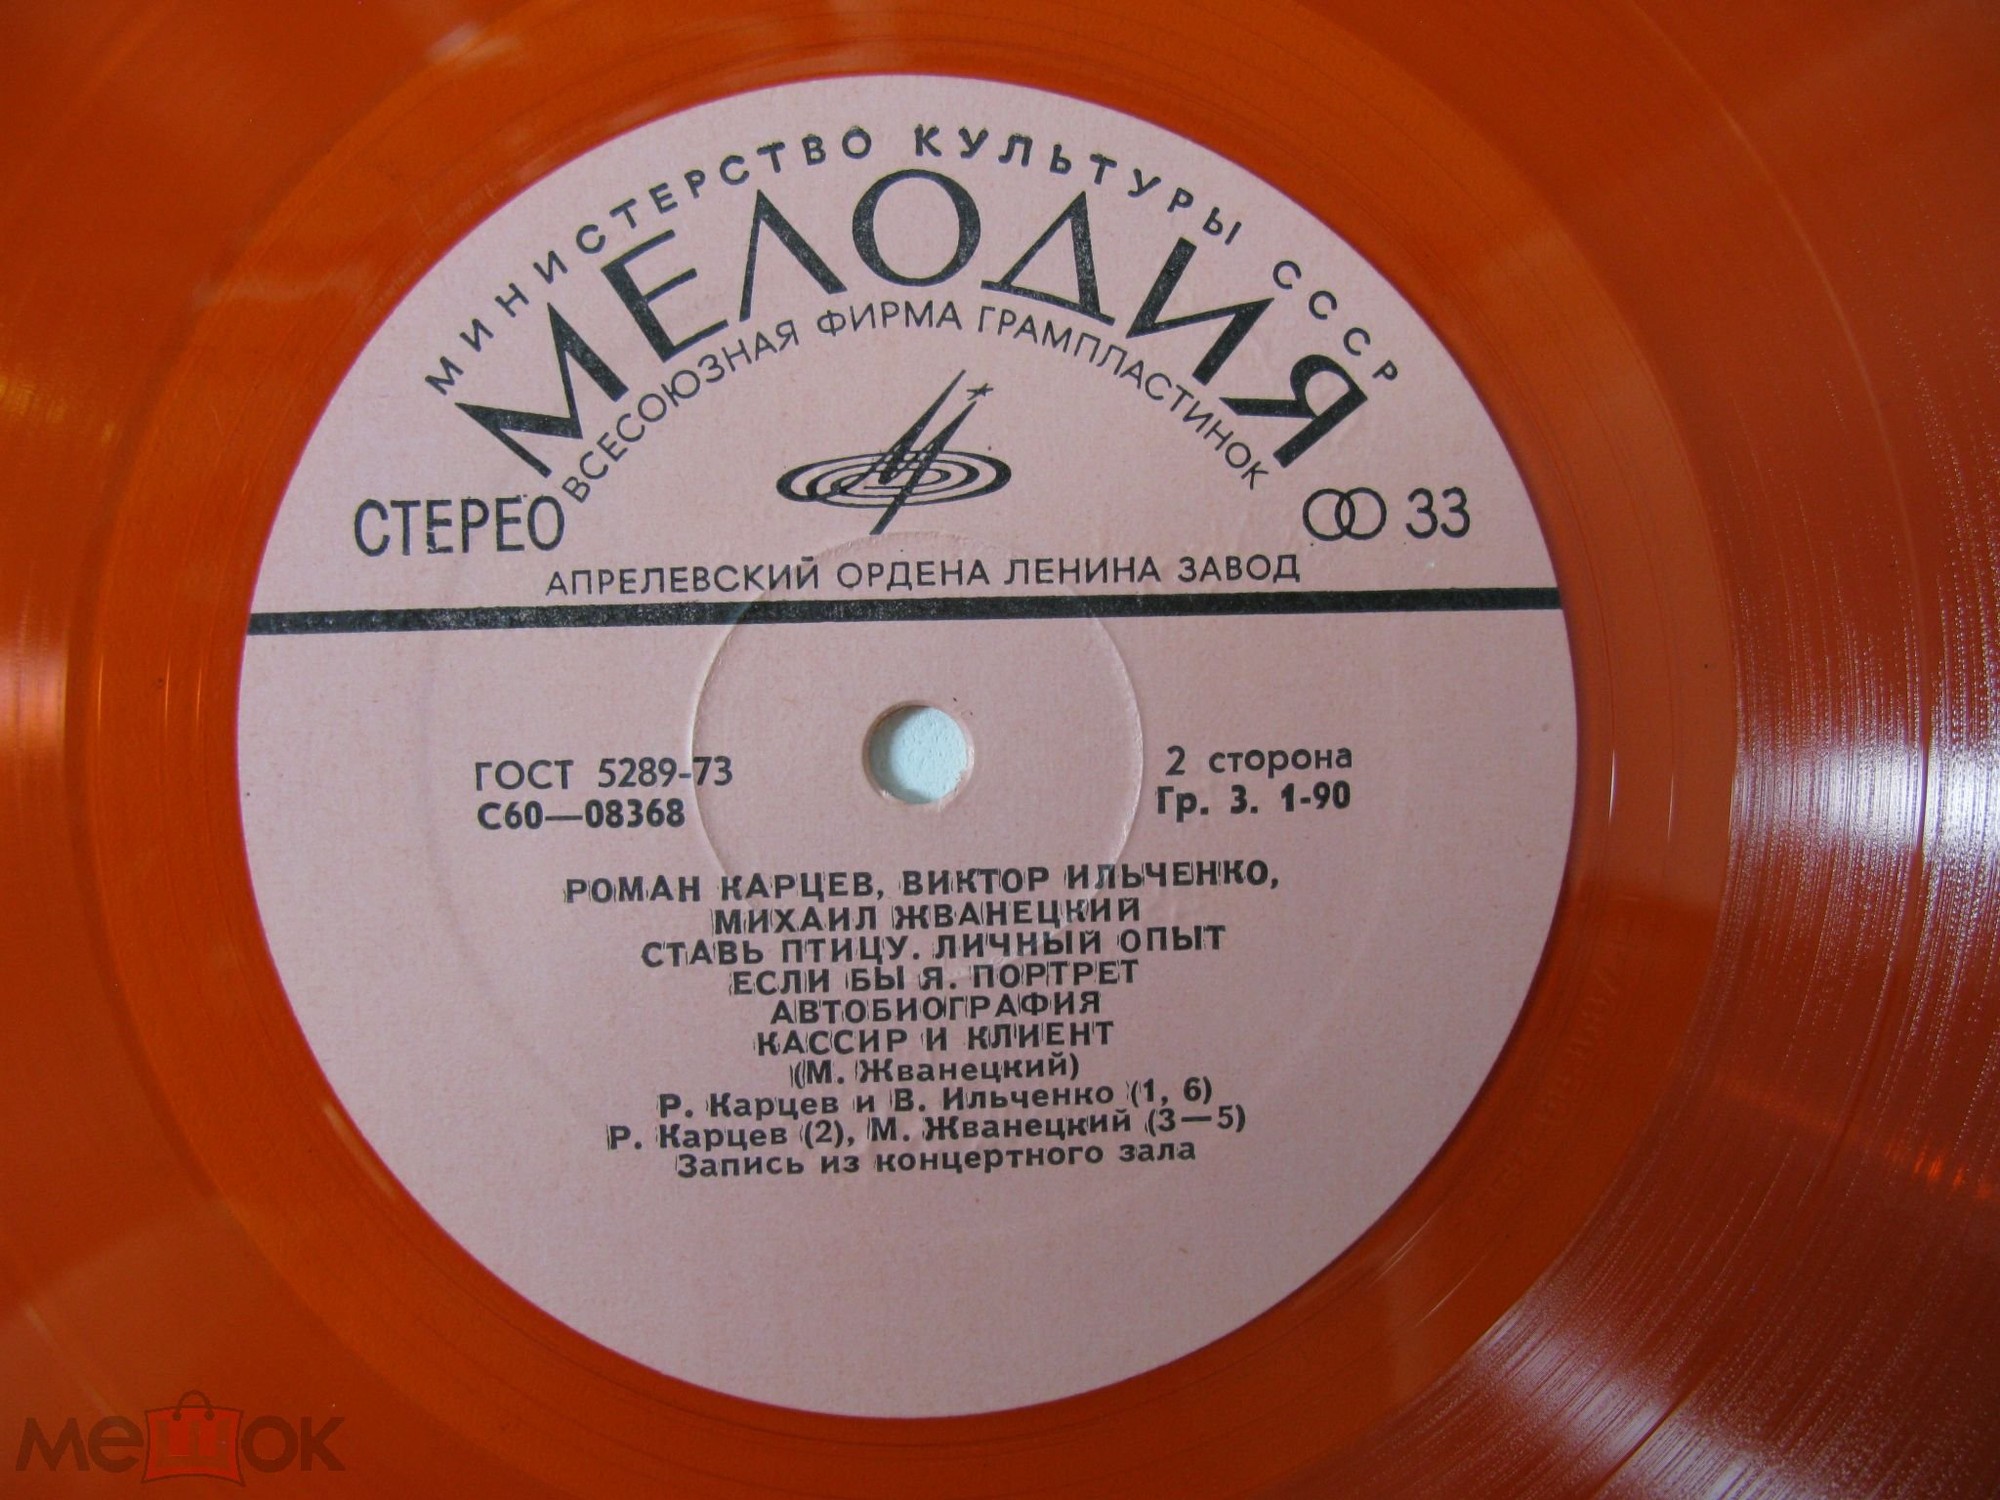 МИНИСТЕРСТВО КУЛЬТУРЫ СССР
МЕЛОДИЯ
ВСЕСОЮЗНАЯ ФИРМА ГРАМПЛАСТИНОК
СТЕРЕО
33
АПРЕЛЕВСКИЙ ОРДЕНА ЛЕНИНА ЗАВОД
ГОСТ 5289-73
С60—08368
2 сторона
Гр. 3. 1-90
РОМАН КАРЦЕВ, ВИКТОР ИЛЬЧЕНКО,
МИХАИЛ ЖВАНЕЦКИЙ
СТАВЬ ПТИЦУ. ЛИЧНЫЙ ОПЫТ
ЕСЛИ БЫ Я. ПОРТРЕТ
АВТОБИОГРАФИЯ
КАССИР И КЛИЕНТ
(М. Жванецкий)
Р. Карцев и В. Ильченко (1, 6)
Р. Карцев (2), М. Жванецкий (3—5)
Запись из концертного зала
мешок